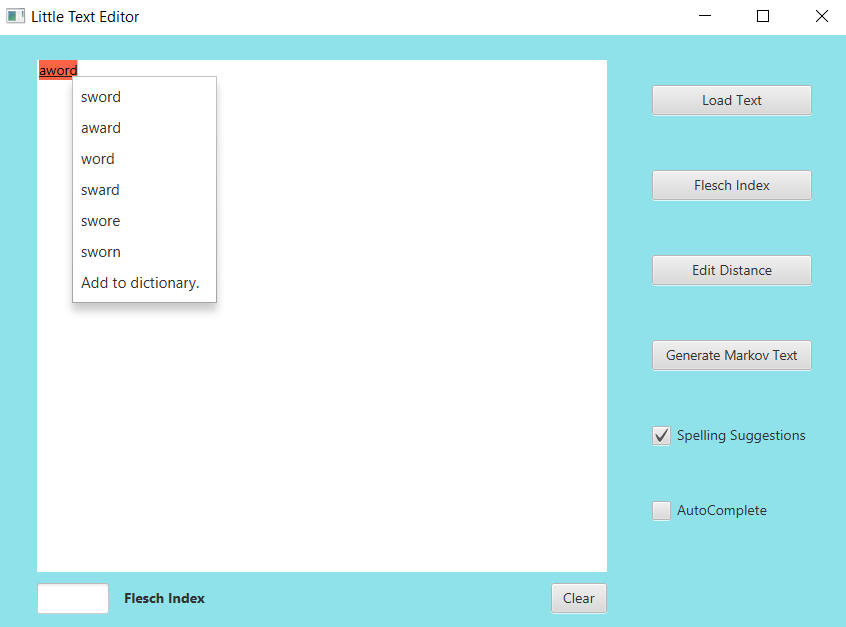 Little Text Editor
aword
sword
award
word
sward
swore
sworn
Add to dictionary.
Load Text
Flesch Index
Edit Distance
Generate Markov Text
Spelling Suggestions
AutoComplete
Flesch Index
Clear